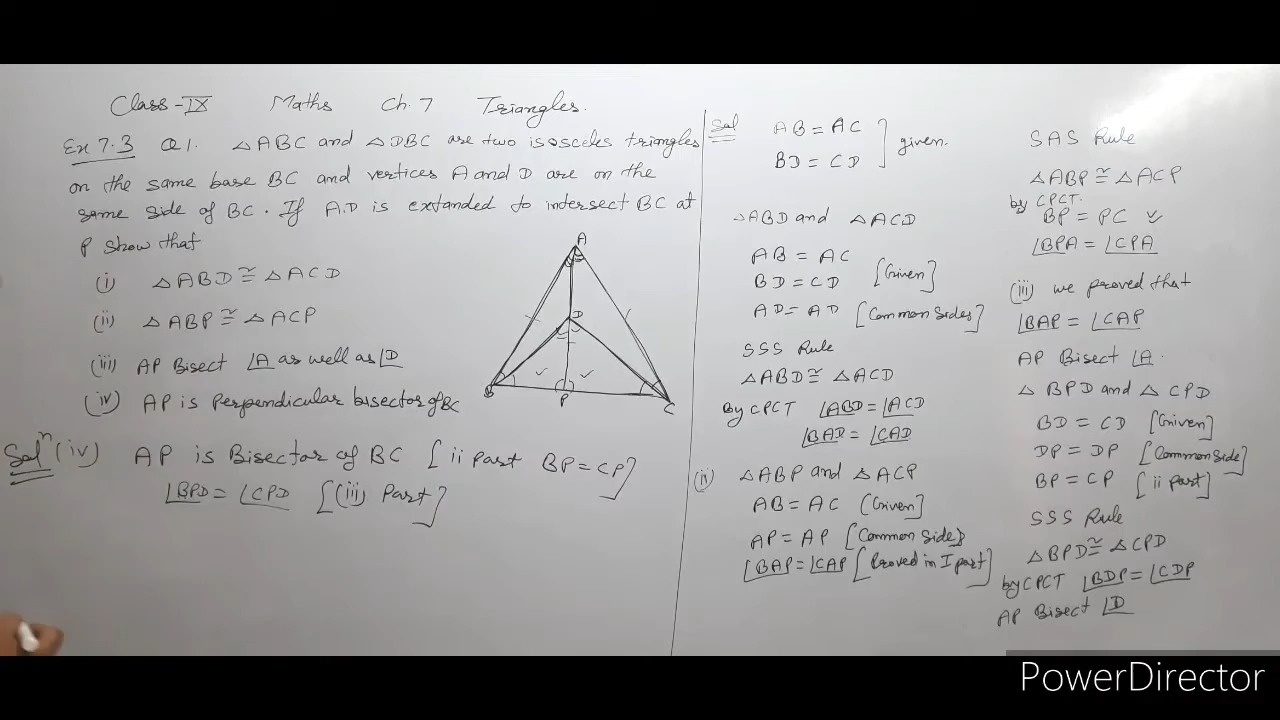 Class-IX Maths Ch. 7 Triangles.
Ex 7.3 Q1. △ABC and △DBC are two isosceles triangles
on the same base BC and vertices A and D are on the
same side of BC. If A.D is extanded to intersect BC at
P show that
(i) △ABD ≅ △ACD
(ii) △ABP ≅ △ACP
(iii) AP Bisect ∠A as well as ∠D
(iv) AP is Perpendicular bisector of BC
A
D
B
P
C
Solⁿ (iv) AP is Bisector of BC [ii part BP = CP]
∠BPD = ∠CPD [(iii) Part]
Sol
AB = AC
BD = CD ] given.
△ABD and △ACD
AB = AC
BD = CD [Given]
AD = AD [Common Sides]
SSS Rule
△ABD ≅ △ACD
By CPCT ∠ABD = ∠ACD
∠BAD = ∠CAD
(ii) △ABP and △ACP
AB = AC [Given]
AP = AP [Common Side]
∠BAP = ∠CAP [Proved in I part]
SAS Rule
△ABP ≅ △ACP
by CPCT.
BP = PC ✓
∠BPA = ∠CPA
(iii) we proved that
∠BAP = ∠CAP
AP Bisect ∠A.
△BPD and △CPD
BD = CD [Given]
DP = DP [Common side]
BP = CP [ii part]
SSS Rule
△BPD ≅ △CPD
by CPCT ∠BDP = ∠CDP
AP Bisect ∠D
PowerDirector